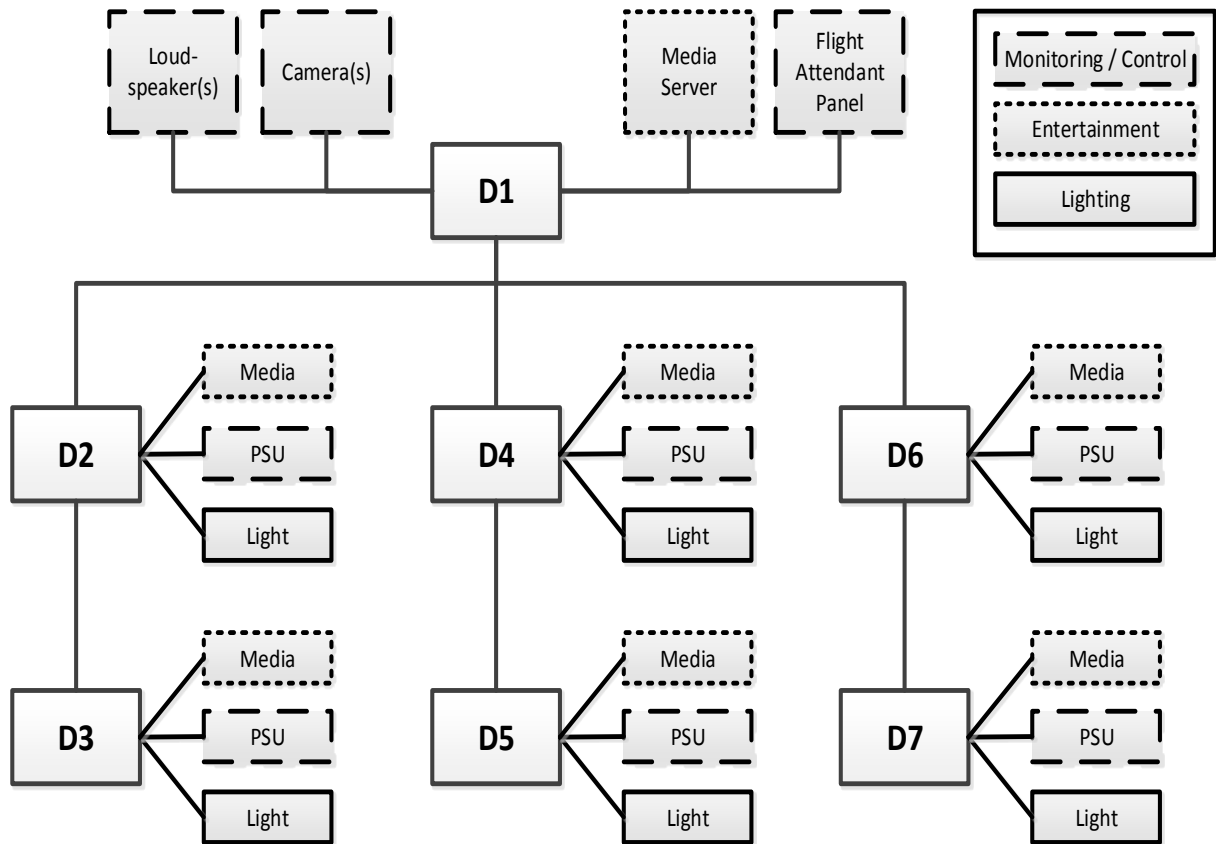 Loud-
speaker(s)
Camera(s)
Media
Server
Flight
Attendant
Panel
Monitoring / Control
Entertainment
Lighting
D1
Media
Media
Media
D2
PSU
D4
PSU
D6
PSU
Light
Light
Light
Media
Media
Media
D3
PSU
D5
PSU
D7
PSU
Light
Light
Light